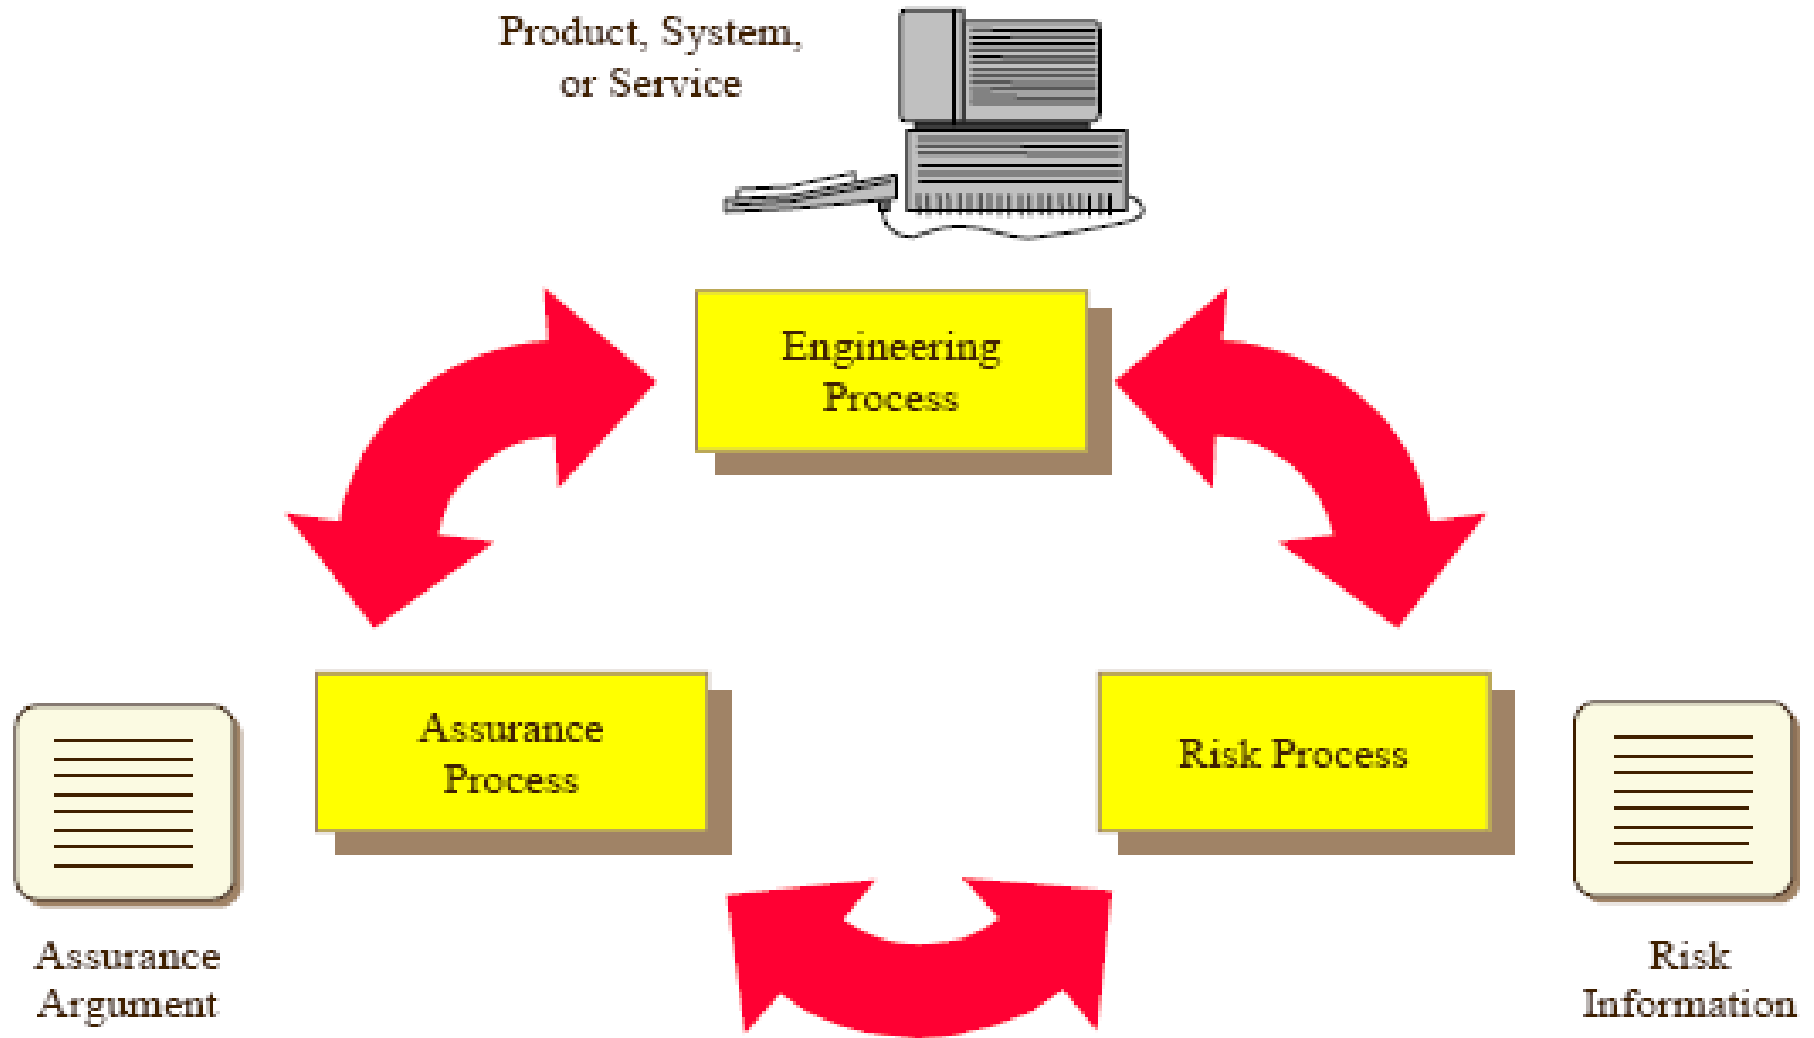 Product, System,
or Service
Engineering
Process
Assurance
Process
Risk Process
Assurance
Argument
Risk
Information